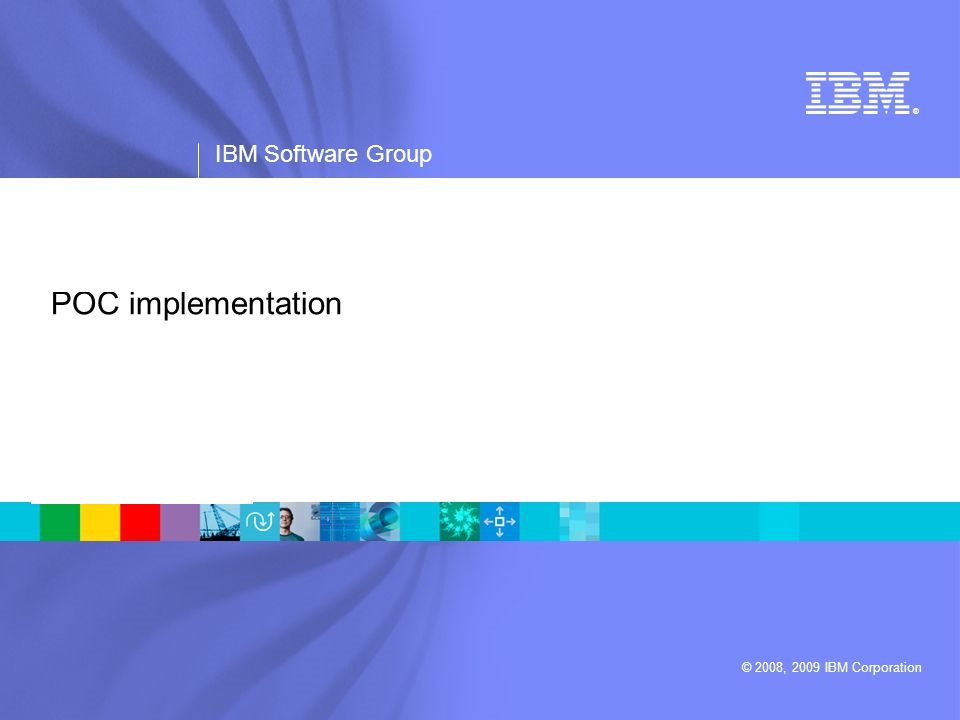 IBM®
IBM Software Group
POC implementation
© 2008, 2009 IBM Corporation